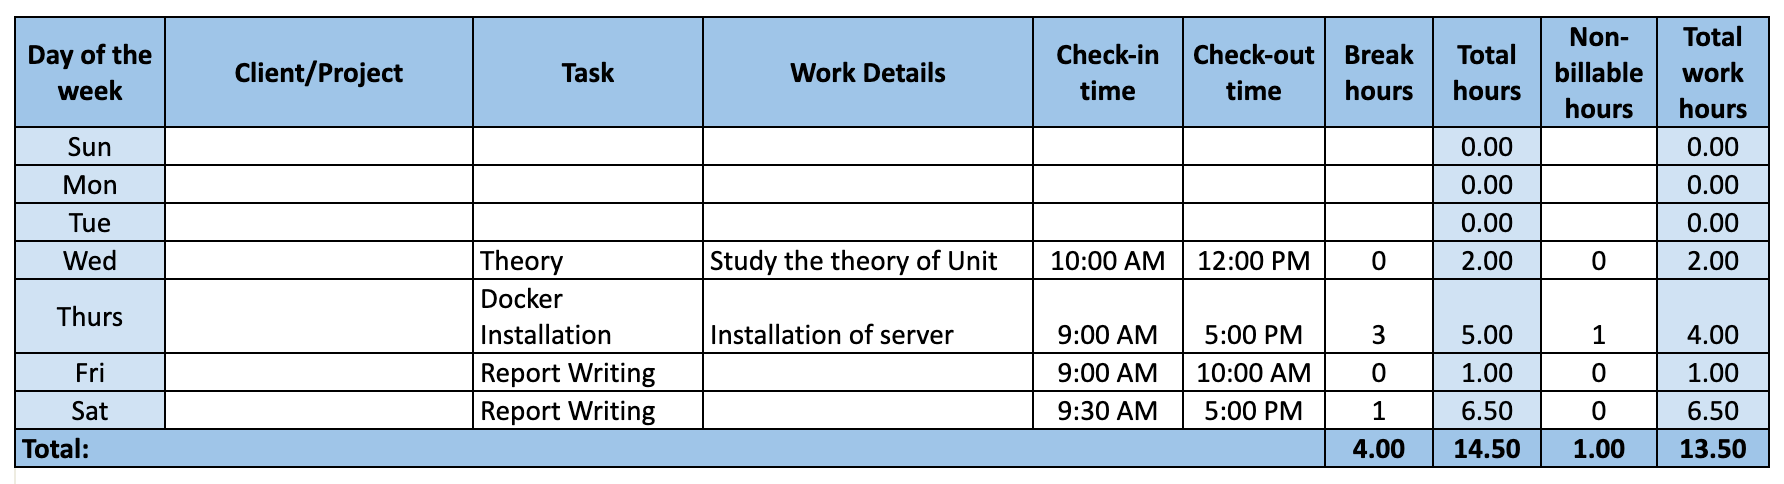 Day of the week Client/Project Task Work Details Check-in time Check-out time Break hours Total hours Non-billable hours Total work hours
Sun 0.00 0.00
Mon 0.00 0.00
Tue 0.00 0.00
Wed Theory Study the theory of Unit 10:00 AM 12:00 PM 0 2.00 0 2.00
Thurs Docker Installation Installation of server 9:00 AM 5:00 PM 3 5.00 1 4.00
Fri Report Writing 9:00 AM 10:00 AM 0 1.00 0 1.00
Sat Report Writing 9:30 AM 5:00 PM 1 6.50 0 6.50
Total: 4.00 14.50 1.00 13.50